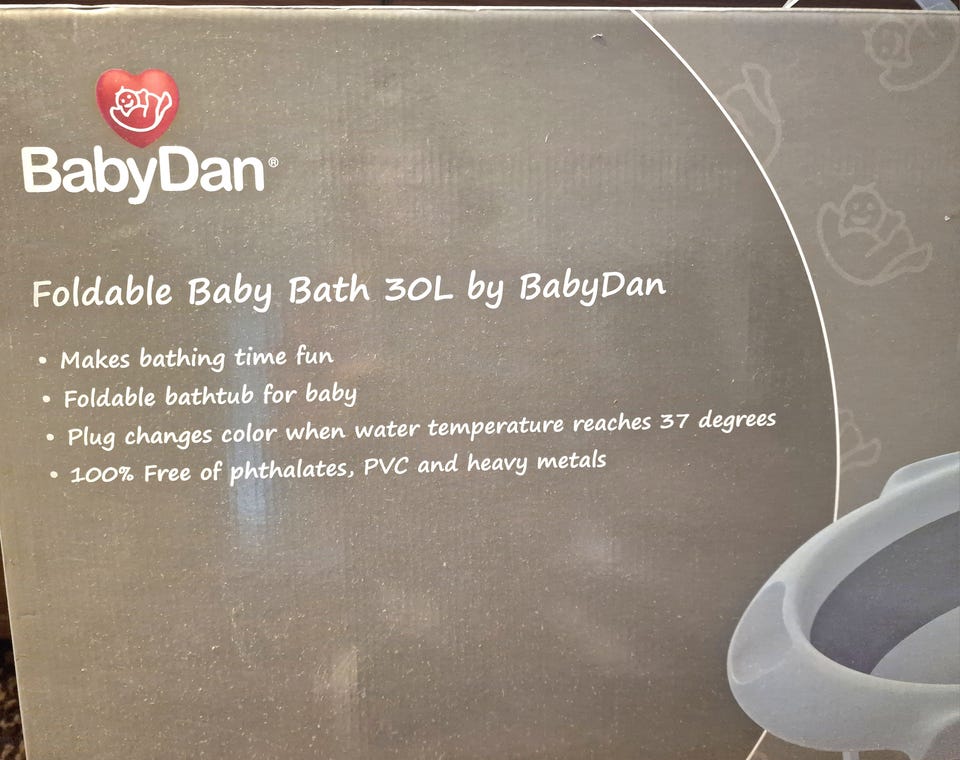 BabyDan®
Foldable Baby Bath 30L by BabyDan
• Makes bathing time fun
• Foldable bathtub for baby
• Plug changes color when water temperature reaches 37 degrees
• 100% Free of phthalates, PVC and heavy metals